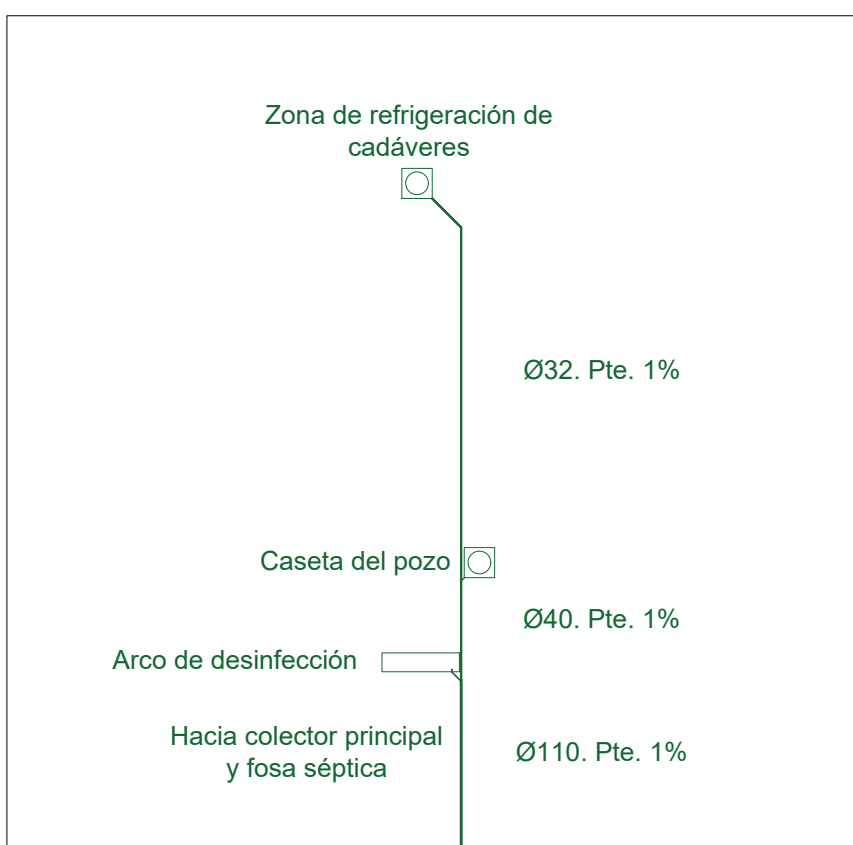 Zona de refrigeración de
cadáveres
Ø32. Pte. 1%
Caseta del pozo
Ø40. Pte. 1%
Arco de desinfección
Hacia colector principal
y fosa séptica
Ø110. Pte. 1%